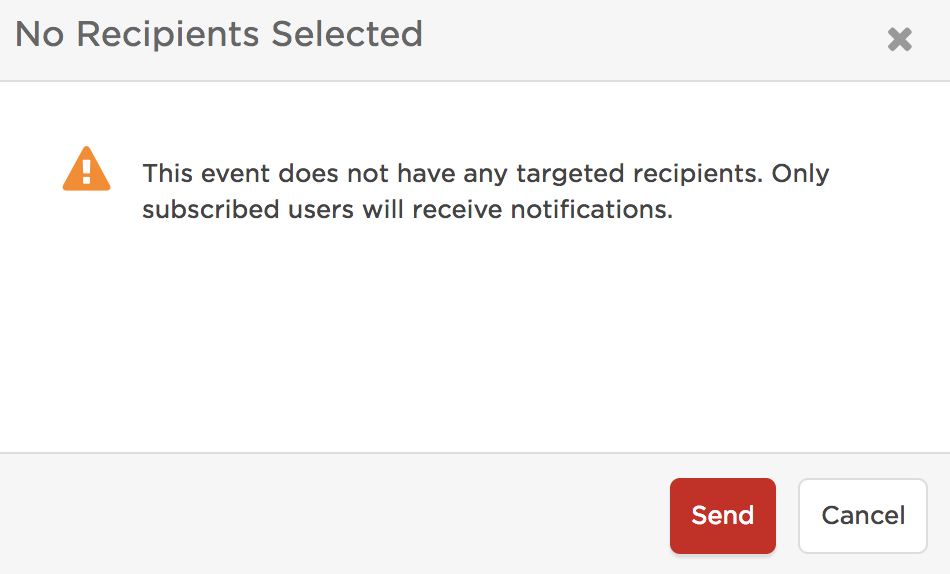 No Recipients Selected
This event does not have any targeted recipients. Only
subscribed users will receive notifications.
Send
Cancel